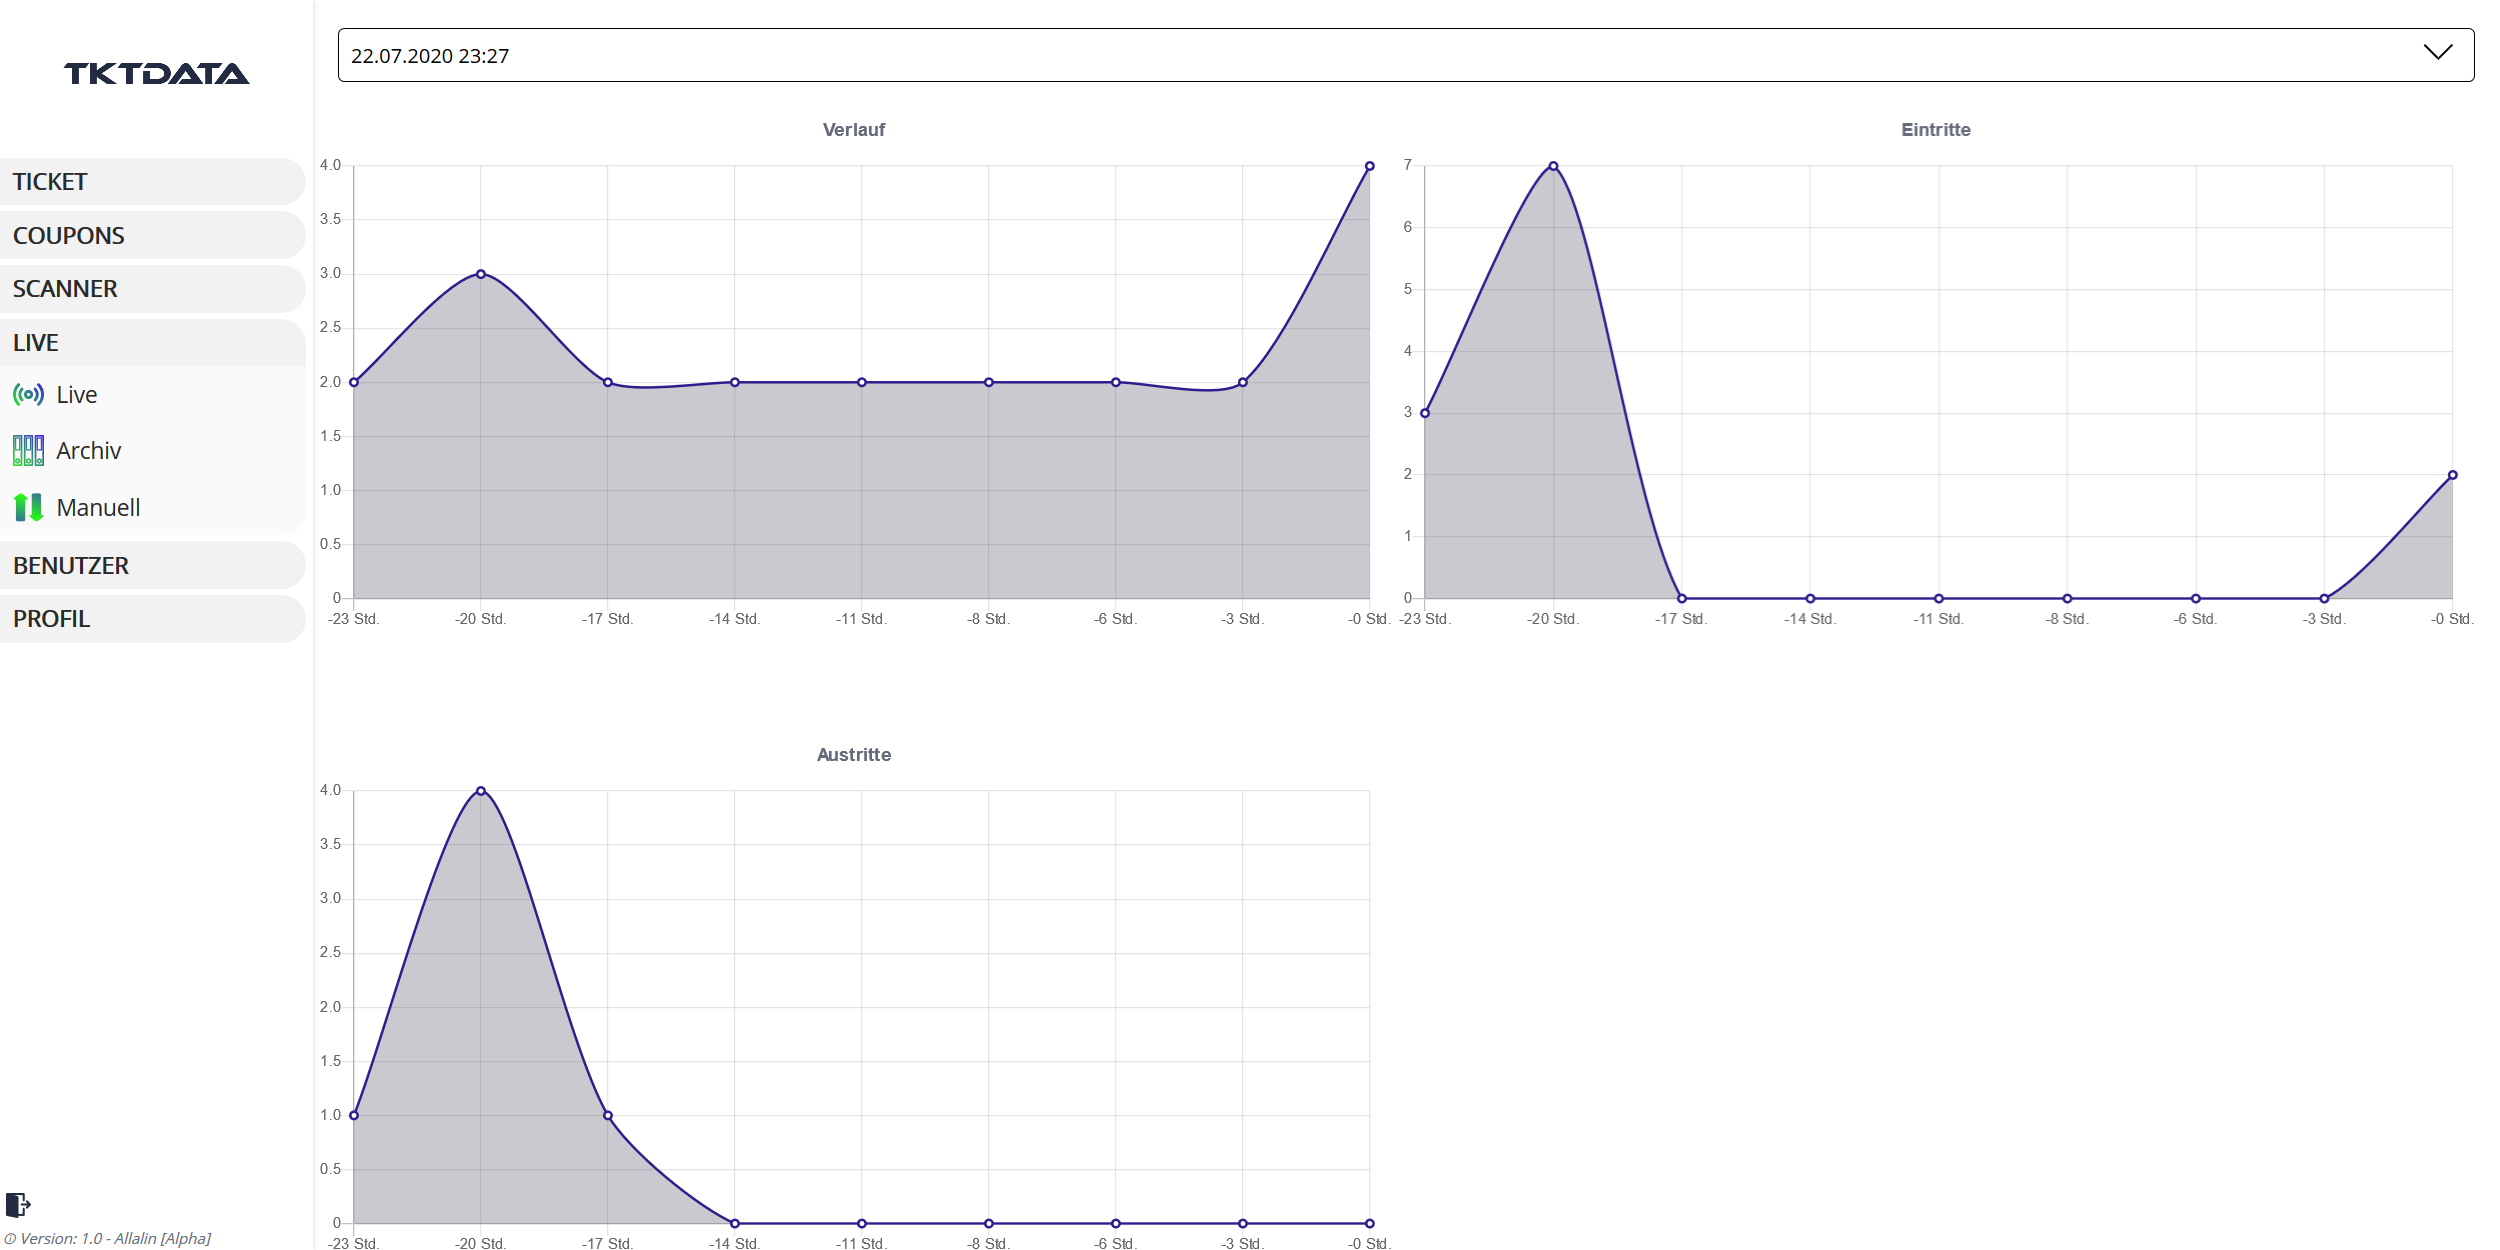 TKTDATA
TICKET
COUPONS
SCANNER
LIVE
Live
Archiv
Manuell
BENUTZER
PROFIL
Version: 1.0 - Allalin [Alpha]
22.07.2020 23:27
Verlauf
4.0
3.5
3.0
2.5
2.0
1.5
1.0
0.5
0
-23 Std. -20 Std. -17 Std. -14 Std. -11 Std. -8 Std. -6 Std. -3 Std. -0 Std.
Eintritte
7
6
5
4
3
2
1
0
-23 Std. -20 Std. -17 Std. -14 Std. -11 Std. -8 Std. -6 Std. -3 Std. -0 Std.
Austritte
4.0
3.5
3.0
2.5
2.0
1.5
1.0
0.5
0
-23 Std. -20 Std. -17 Std. -14 Std. -11 Std. -8 Std. -6 Std. -3 Std. -0 Std.